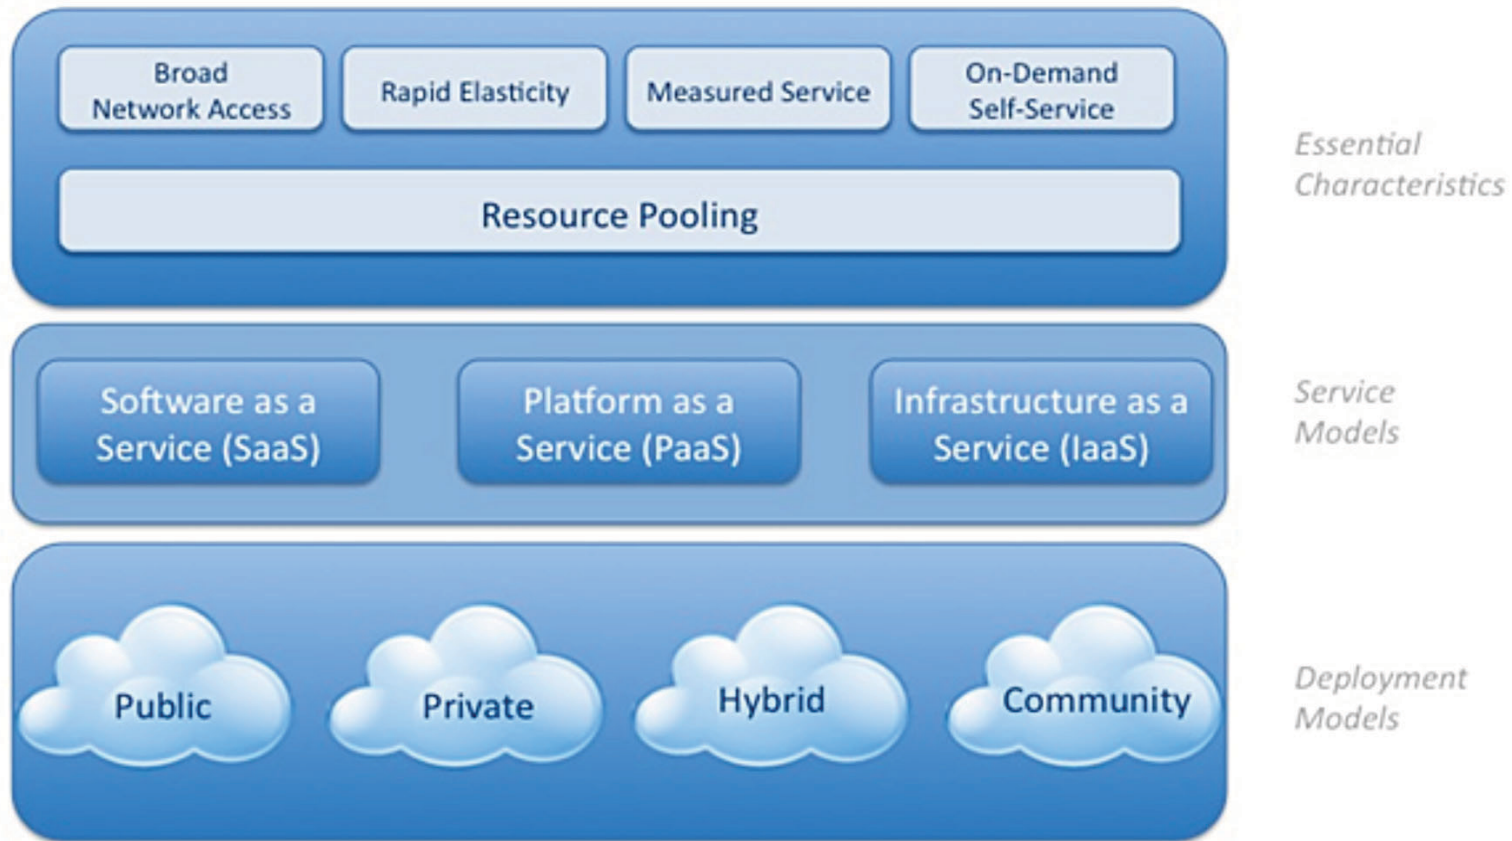 Broad
Network Access
Rapid Elasticity
Measured Service
On-Demand
Self-Service
Resource Pooling
Essential
Characteristics
Software as a
Service (SaaS)
Platform as a
Service (PaaS)
Infrastructure as a
Service (IaaS)
Service
Models
Public
Private
Hybrid
Community
Deployment
Models